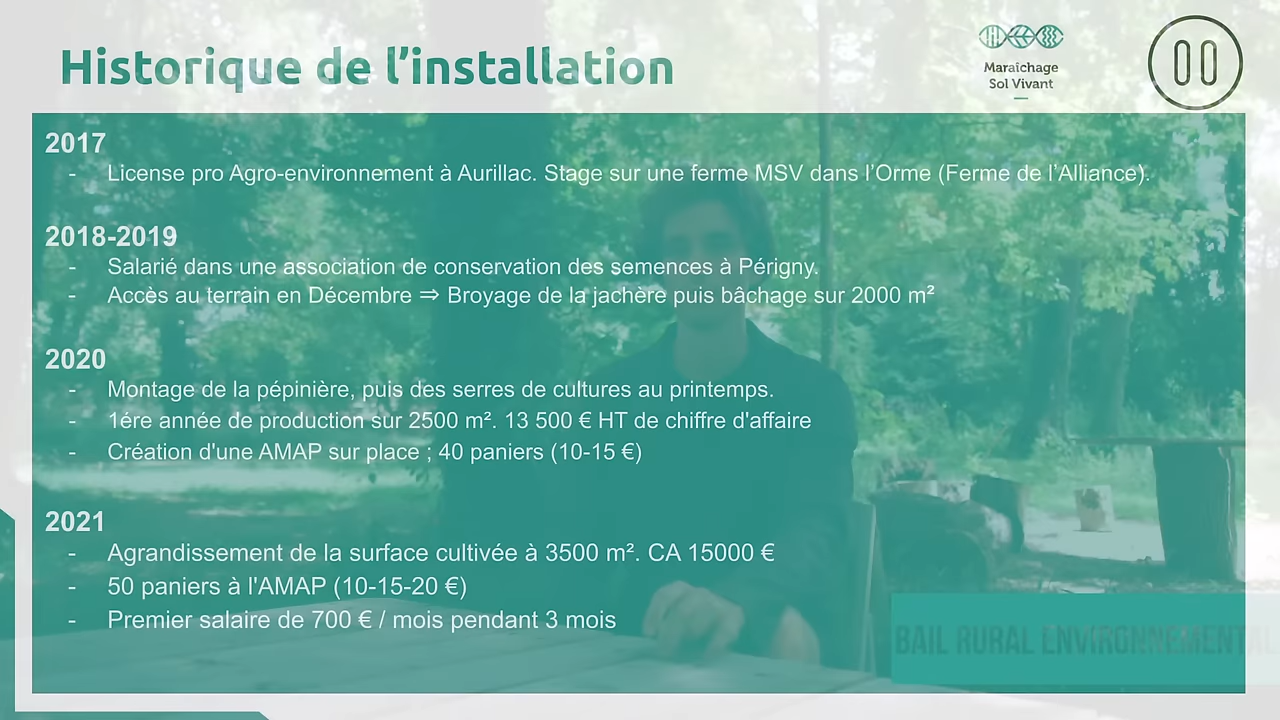 Historique de l'installation
Maraîchage
Sol Vivant
2017
- License pro Agro-environnement à Aurillac. Stage sur une ferme MSV dans l'Orme (Ferme de l'Alliance).
2018-2019
- Salarié dans une association de conservation des semences à Périgny.
- Accès au terrain en Décembre ⇒ Broyage de la jachère puis bâchage sur 2000 m²
2020
- Montage de la pépinière, puis des serres de cultures au printemps.
- 1ére année de production sur 2500 m². 13 500 € HT de chiffre d'affaire
- Création d'une AMAP sur place ; 40 paniers (10-15 €)
2021
- Agrandissement de la surface cultivée à 3500 m². CA 15000 €
- 50 paniers à l'AMAP (10-15-20 €)
- Premier salaire de 700 € / mois pendant 3 mois
BAIL RURAL ENVIRONNEMENTAL